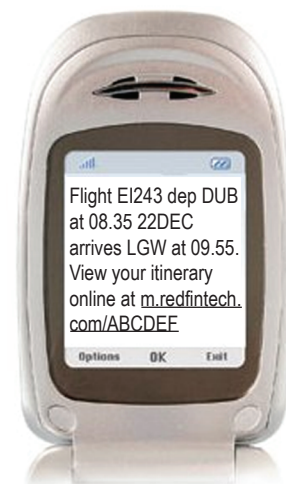 Flight EI243 dep DUB
at 08.35 22DEC
arrives LGW at 09.55.
View your itinerary
online at m.redfintech.
com/ABCDEF
Options OK Exit